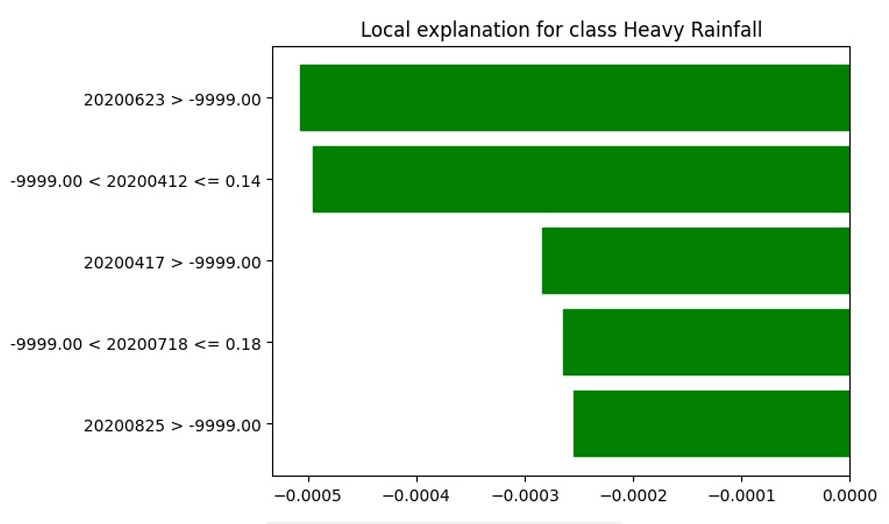 Local explanation for class Heavy Rainfall
20200623 > -9999.00
-9999.00 < 20200412 <= 0.14
20200417 > -9999.00
-9999.00 < 20200718 <= 0.18
20200825 > -9999.00
−0.0005 −0.0004 −0.0003 −0.0002 −0.0001 0.0000